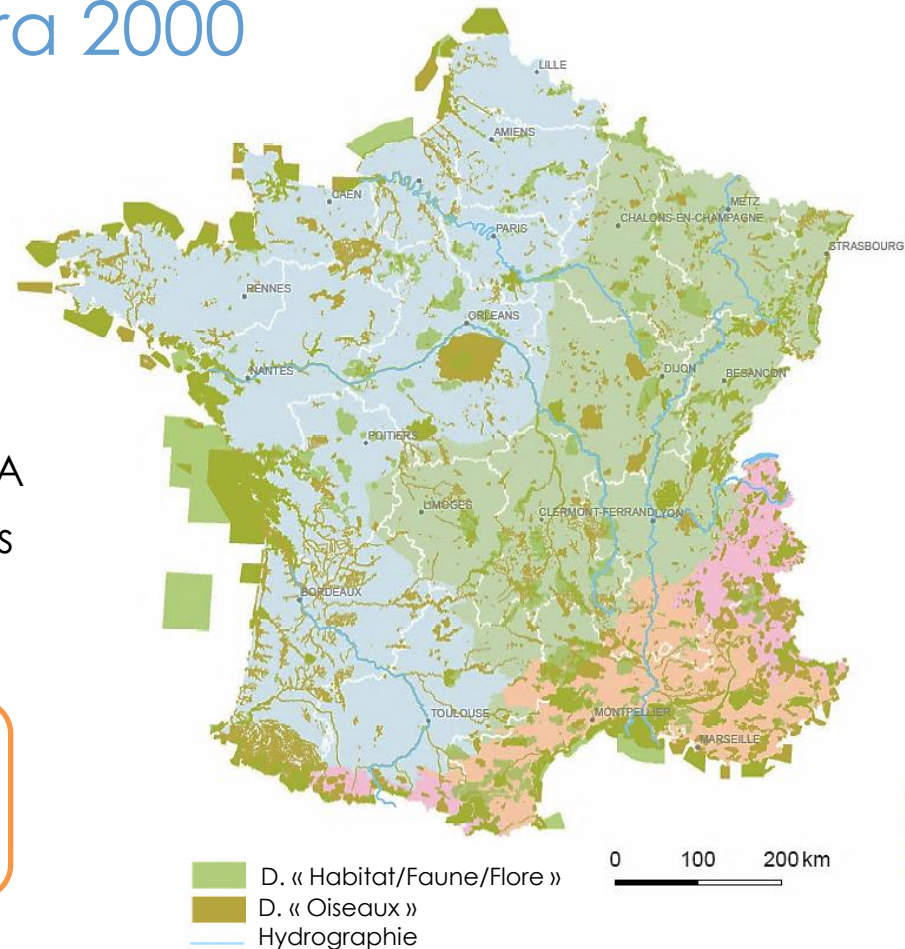 ra 2000
LILLE
AMIENS
CAEN
METZ
CHALONS-EN-CHAMPAGNE
PARIS
STRASBOURG
RENNES
ORLEANS
DIJON
BESANCON
NANTES
POITIERS
A
LIMOGES
CLERMONT-FERRAND
LYON
S
BORDEAUX
TOULOUSE
MONTPELLIER
MARSEILLE
0 100 200 km
D. « Habitat/Faune/Flore »
D. « Oiseaux »
Hydrographie